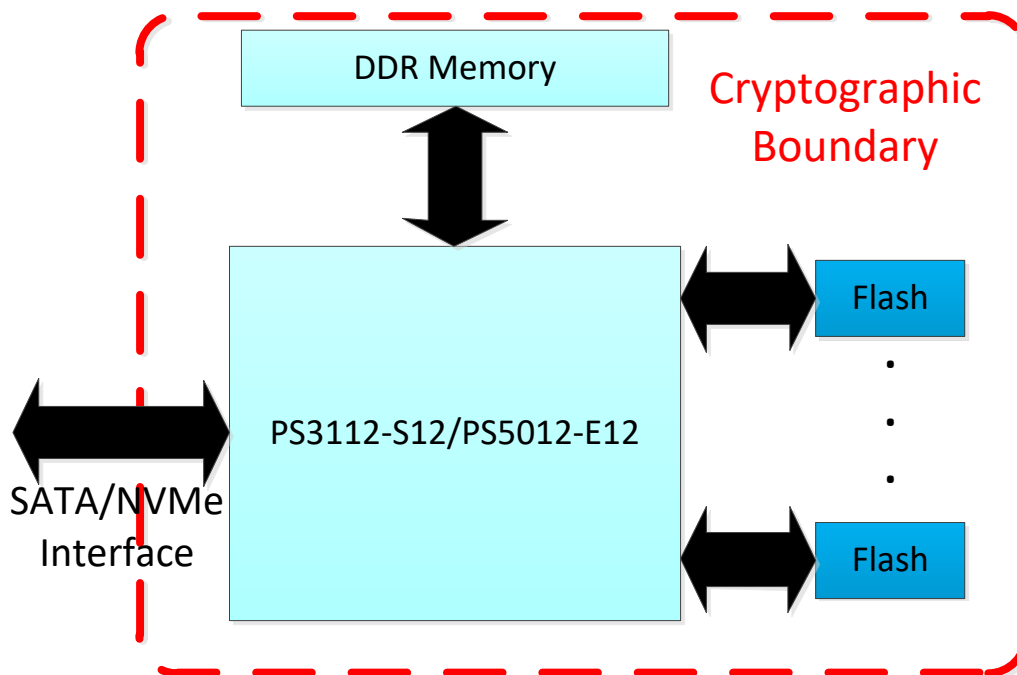 DDR Memory
Cryptographic
Boundary
Flash
PS3112-S12/PS5012-E12
SATA/NVMe
Interface
Flash